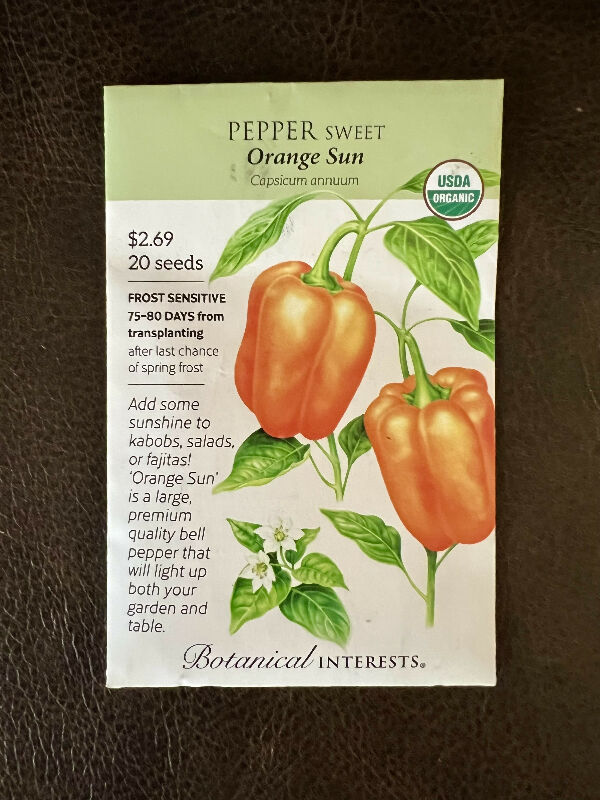 PEPPER SWEET
Orange Sun
Capsicum annuum
USDA
ORGANIC
$2.69
20 seeds
FROST SENSITIVE
75–80 DAYS from
transplanting
after last chance
of spring frost
Add some
sunshine to
kabobs, salads,
or fajitas!
‘Orange Sun’
is a large,
premium
quality bell
pepper that
will light up
both your
garden and
table.
Botanical INTERESTS®